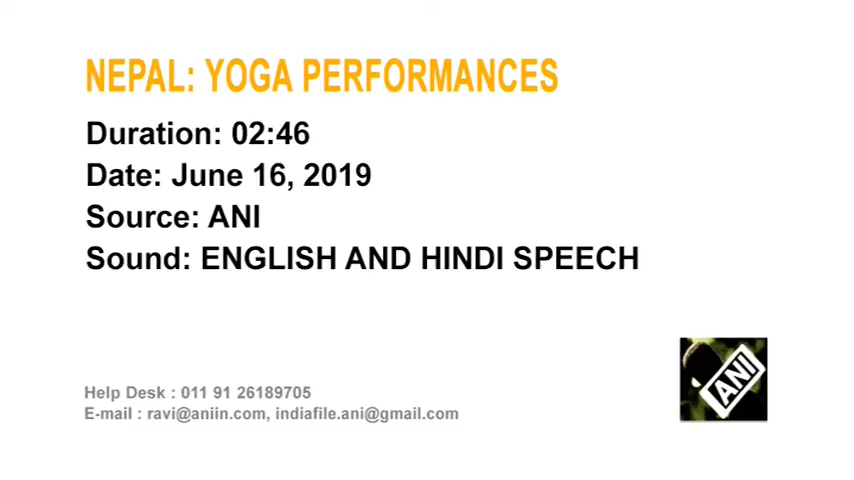 NEPAL: YOGA PERFORMANCES
Duration: 02:46
Date: June 16, 2019
Source: ANI
Sound: ENGLISH AND HINDI SPEECH
ANI
Help Desk : 011 91 26189705
E-mail : ravi@aniin.com, indiafile.ani@gmail.com